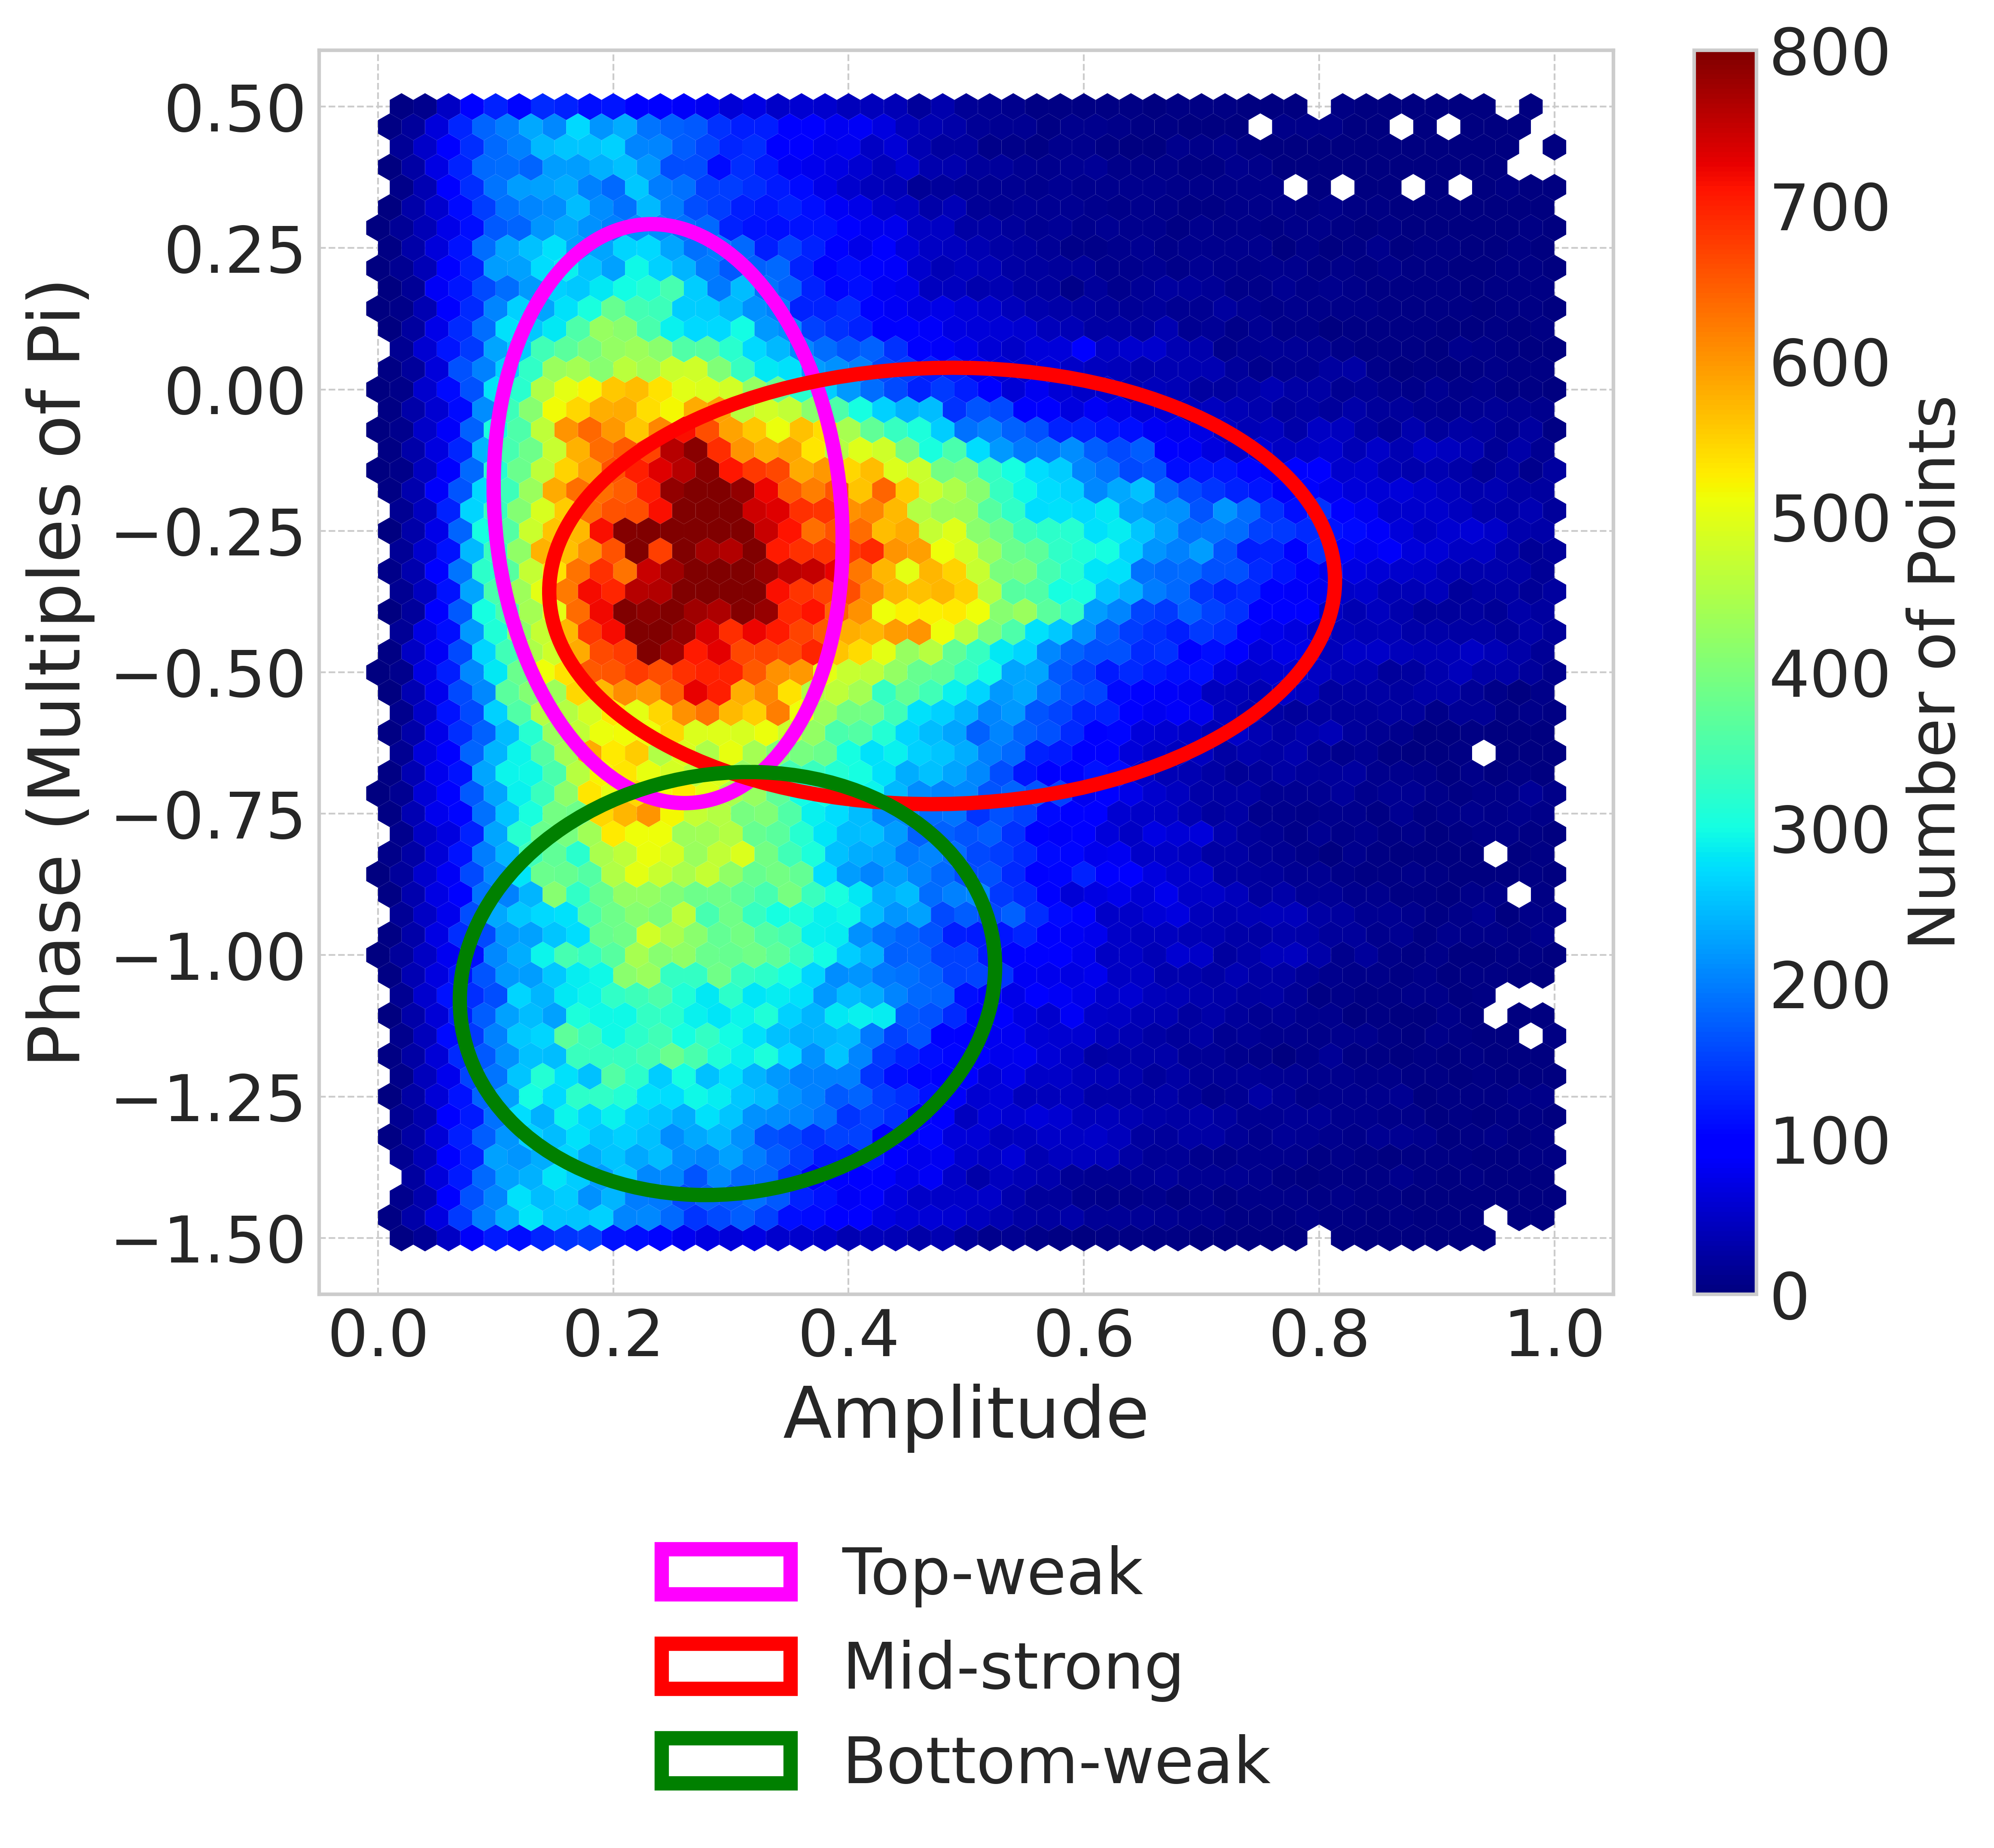 Phase (Multiples of Pi)
0.50
0.25
0.00
−0.25
−0.50
−0.75
−1.00
−1.25
−1.50
0.0 0.2 0.4 0.6 0.8 1.0
Amplitude
800
700
600
500
400
300
200
100
0
Number of Points
Top-weak
Mid-strong
Bottom-weak